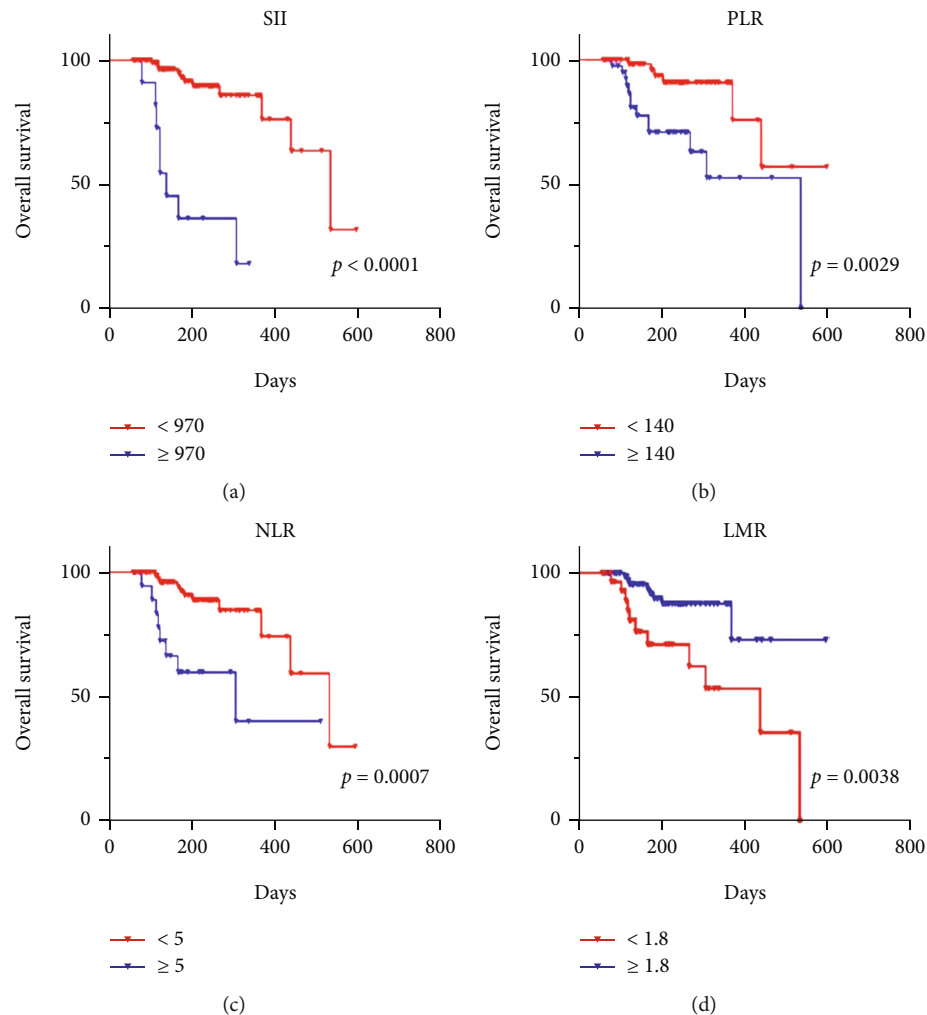 SII
100
50
0
Overall survival
p < 0.0001
0 200 400 600 800
Days
< 970
≥ 970
(a)
PLR
100
50
0
Overall survival
p = 0.0029
0 200 400 600 800
Days
< 140
≥ 140
(b)
NLR
100
50
0
Overall survival
p = 0.0007
0 200 400 600 800
Days
< 5
≥ 5
(c)
LMR
100
50
0
Overall survival
p = 0.0038
0 200 400 600 800
Days
< 1.8
≥ 1.8
(d)